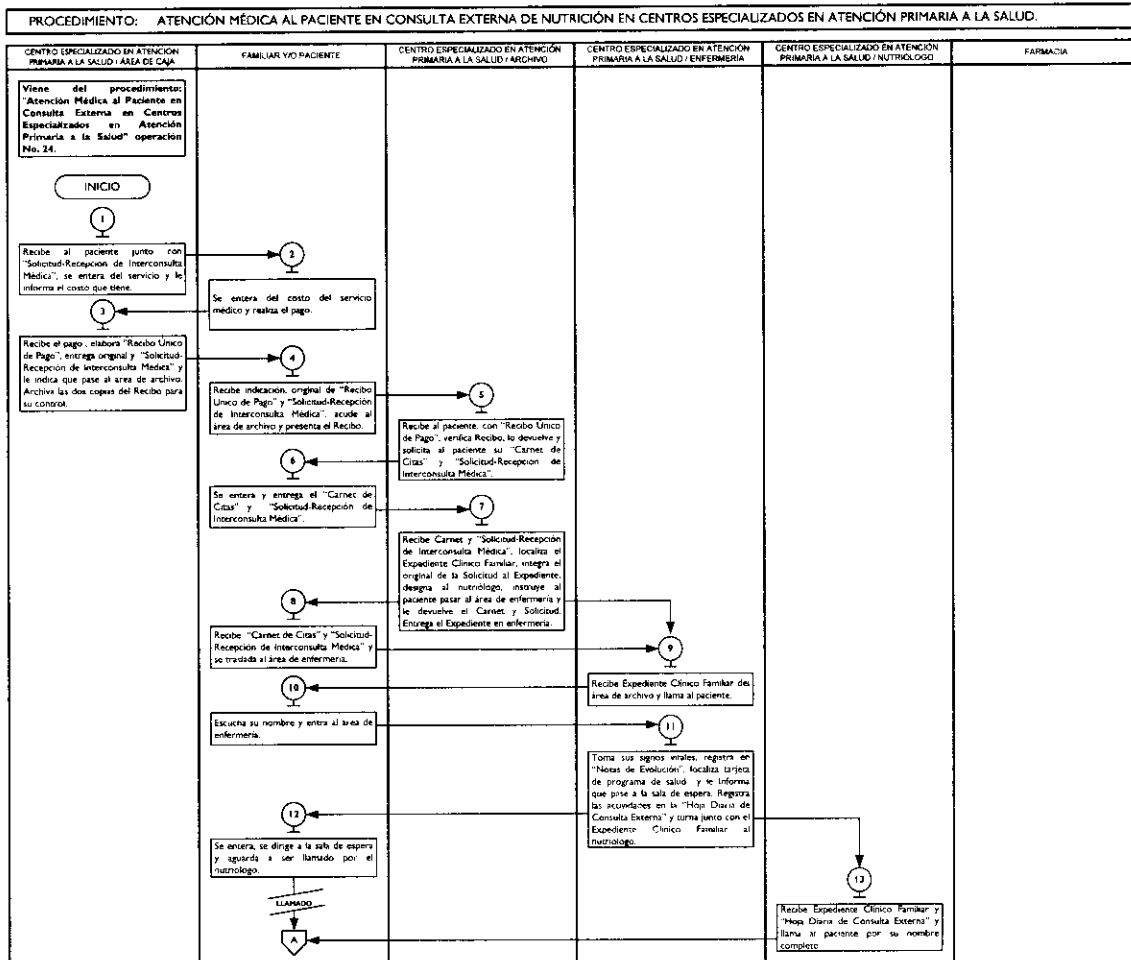 PROCEDIMIENTO: ATENCIÓN MÉDICA AL PACIENTE EN CONSULTA EXTERNA DE NUTRICIÓN EN CENTROS ESPECIALIZADOS EN ATENCIÓN PRIMARIA A LA SALUD.
CENTRO ESPECIALIZADO EN ATENCIÓN
PRIMARIA A LA SALUD / ÁREA DE CAJA
FAMILIAR Y/O PACIENTE
CENTRO ESPECIALIZADO EN ATENCIÓN
PRIMARIA A LA SALUD / ARCHIVO
CENTRO ESPECIALIZADO EN ATENCIÓN
PRIMARIA A LA SALUD / ENFERMERÍA
CENTRO ESPECIALIZADO EN ATENCIÓN
PRIMARIA A LA SALUD / NUTRIÓLOGO
FARMACIA
Viene del procedimiento:
"Atención Médica al Paciente en
Consulta Externa en Centros
Especializados en Atención
Primaria a la Salud" operación
No. 24.
INICIO
1
Recibe al paciente junto con
"Solicitud-Recepción de Interconsulta
Médica", se entera del servicio y le
informa el costo que tiene.
2
Se entera del costo del servicio
médico y realiza el pago.
3
Recibe el pago, elabora "Recibo Único
de Pago", entrega original y "Solicitud-
Recepción de Interconsulta Médica" y
le indica que pase al área de archivo.
Archiva las dos copias del Recibo para
su control.
4
Recibe indicación, original de "Recibo
Único de Pago" y "Solicitud-Recepción
de Interconsulta Médica", acude al
área de archivo y presenta el Recibo.
5
Recibe al paciente, con "Recibo Único
de Pago", verifica Recibo, lo devuelve y
solicita al paciente su "Carnet de
Citas" y "Solicitud-Recepción de
Interconsulta Médica".
6
Se entera y entrega el "Carnet de
Citas" y "Solicitud-Recepción de
Interconsulta Médica".
7
Recibe Carnet y "Solicitud-Recepción
de Interconsulta Médica", localiza el
Expediente Clínico Familiar, integra el
original de la Solicitud al Expediente,
designa al nutriólogo, instruye al
paciente pasar al área de enfermería y
le devuelve el Carnet y Solicitud.
Entrega el Expediente en enfermería.
8
Recibe "Carnet de Citas" y "Solicitud-
Recepción de Interconsulta Médica" y
se traslada al área de enfermería.
9
Recibe Expediente Clínico Familiar del
área de archivo y llama al paciente.
10
Escucha su nombre y entra al área de
enfermería.
11
Toma sus signos vitales, registra en
"Notas de Evolución", localiza tarjeta
de programa de salud y le informa
que pase a la sala de espera. Registra
las actividades en la "Hoja Diaria de
Consulta Externa" y turna junto con el
Expediente Clínico Familiar al
nutriólogo.
12
Se entera, se dirige a la sala de espera
y aguarda a ser llamado por el
nutriólogo.
LLAMADO
A
13
Recibe Expediente Clínico Familiar y
"Hoja Diaria de Consulta Externa" y
llama al paciente por su nombre
completo